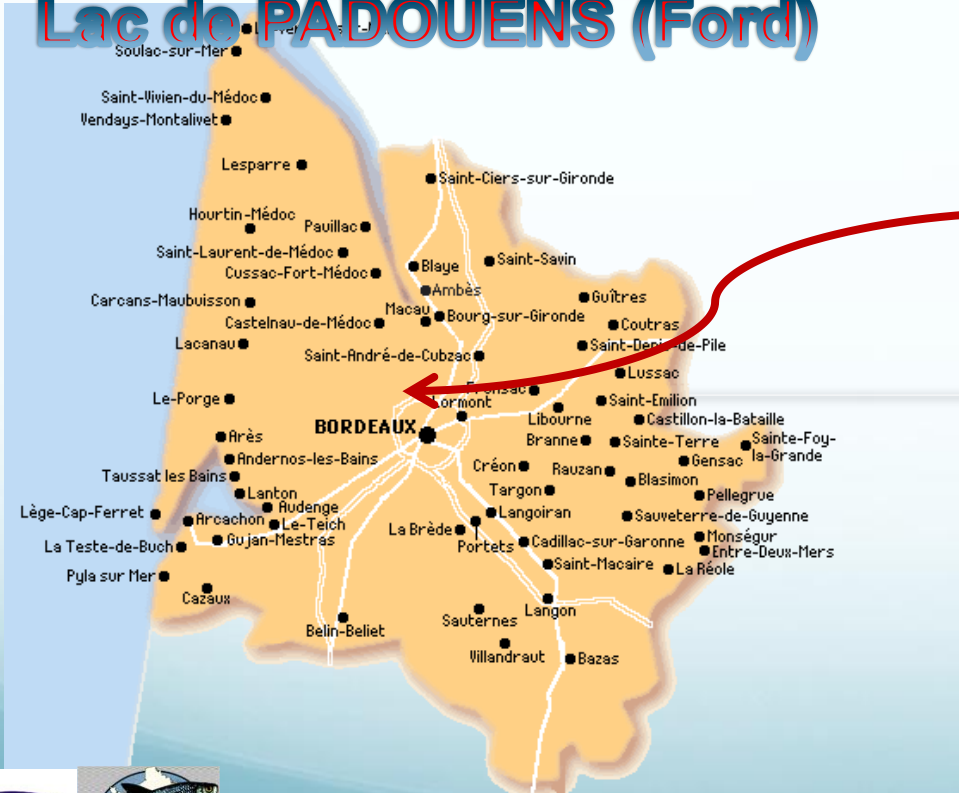 Lac de PADOUENS (Ford)
Soulac-sur-Mer
Saint-Vivien-du-Médoc
Vendays-Montalivet
Lesparre
Saint-Ciers-sur-Gironde
Hourtin-Médoc
Pauillac
Saint-Laurent-de-Médoc
Saint-Savin
Cussac-Fort-Médoc
Blaye
Ambès
Carcans-Maubuisson
Guîtres
Macau
Bourg-sur-Gironde
Castelnau-de-Médoc
Coutras
Lacanau
Saint-Denis-de-Pile
Saint-André-de-Cubzac
Lussac
Fronsac
Le-Porge
Lormont
Saint-Emilion
Libourne
Castillon-la-Bataille
BORDEAUX
Arès
Branne
Sainte-Terre
Sainte-Foy-
la-Grande
Andernos-les-Bains
Créon
Rauzan
Gensac
Taussat les Bains
Blasimon
Lanton
Targon
Pellegrue
Audenge
Lège-Cap-Ferret
Arcachon
Le-Teich
Langoiran
Sauveterre-de-Guyenne
La Brède
Gujan-Mestras
Portets
Cadillac-sur-Garonne
Monségur
La Teste-de-Buch
Entre-Deux-Mers
Saint-Macaire
La Réole
Pyla sur Mer
Cazaux
Langon
Sauternes
Belin-Beliet
Villandraut
Bazas